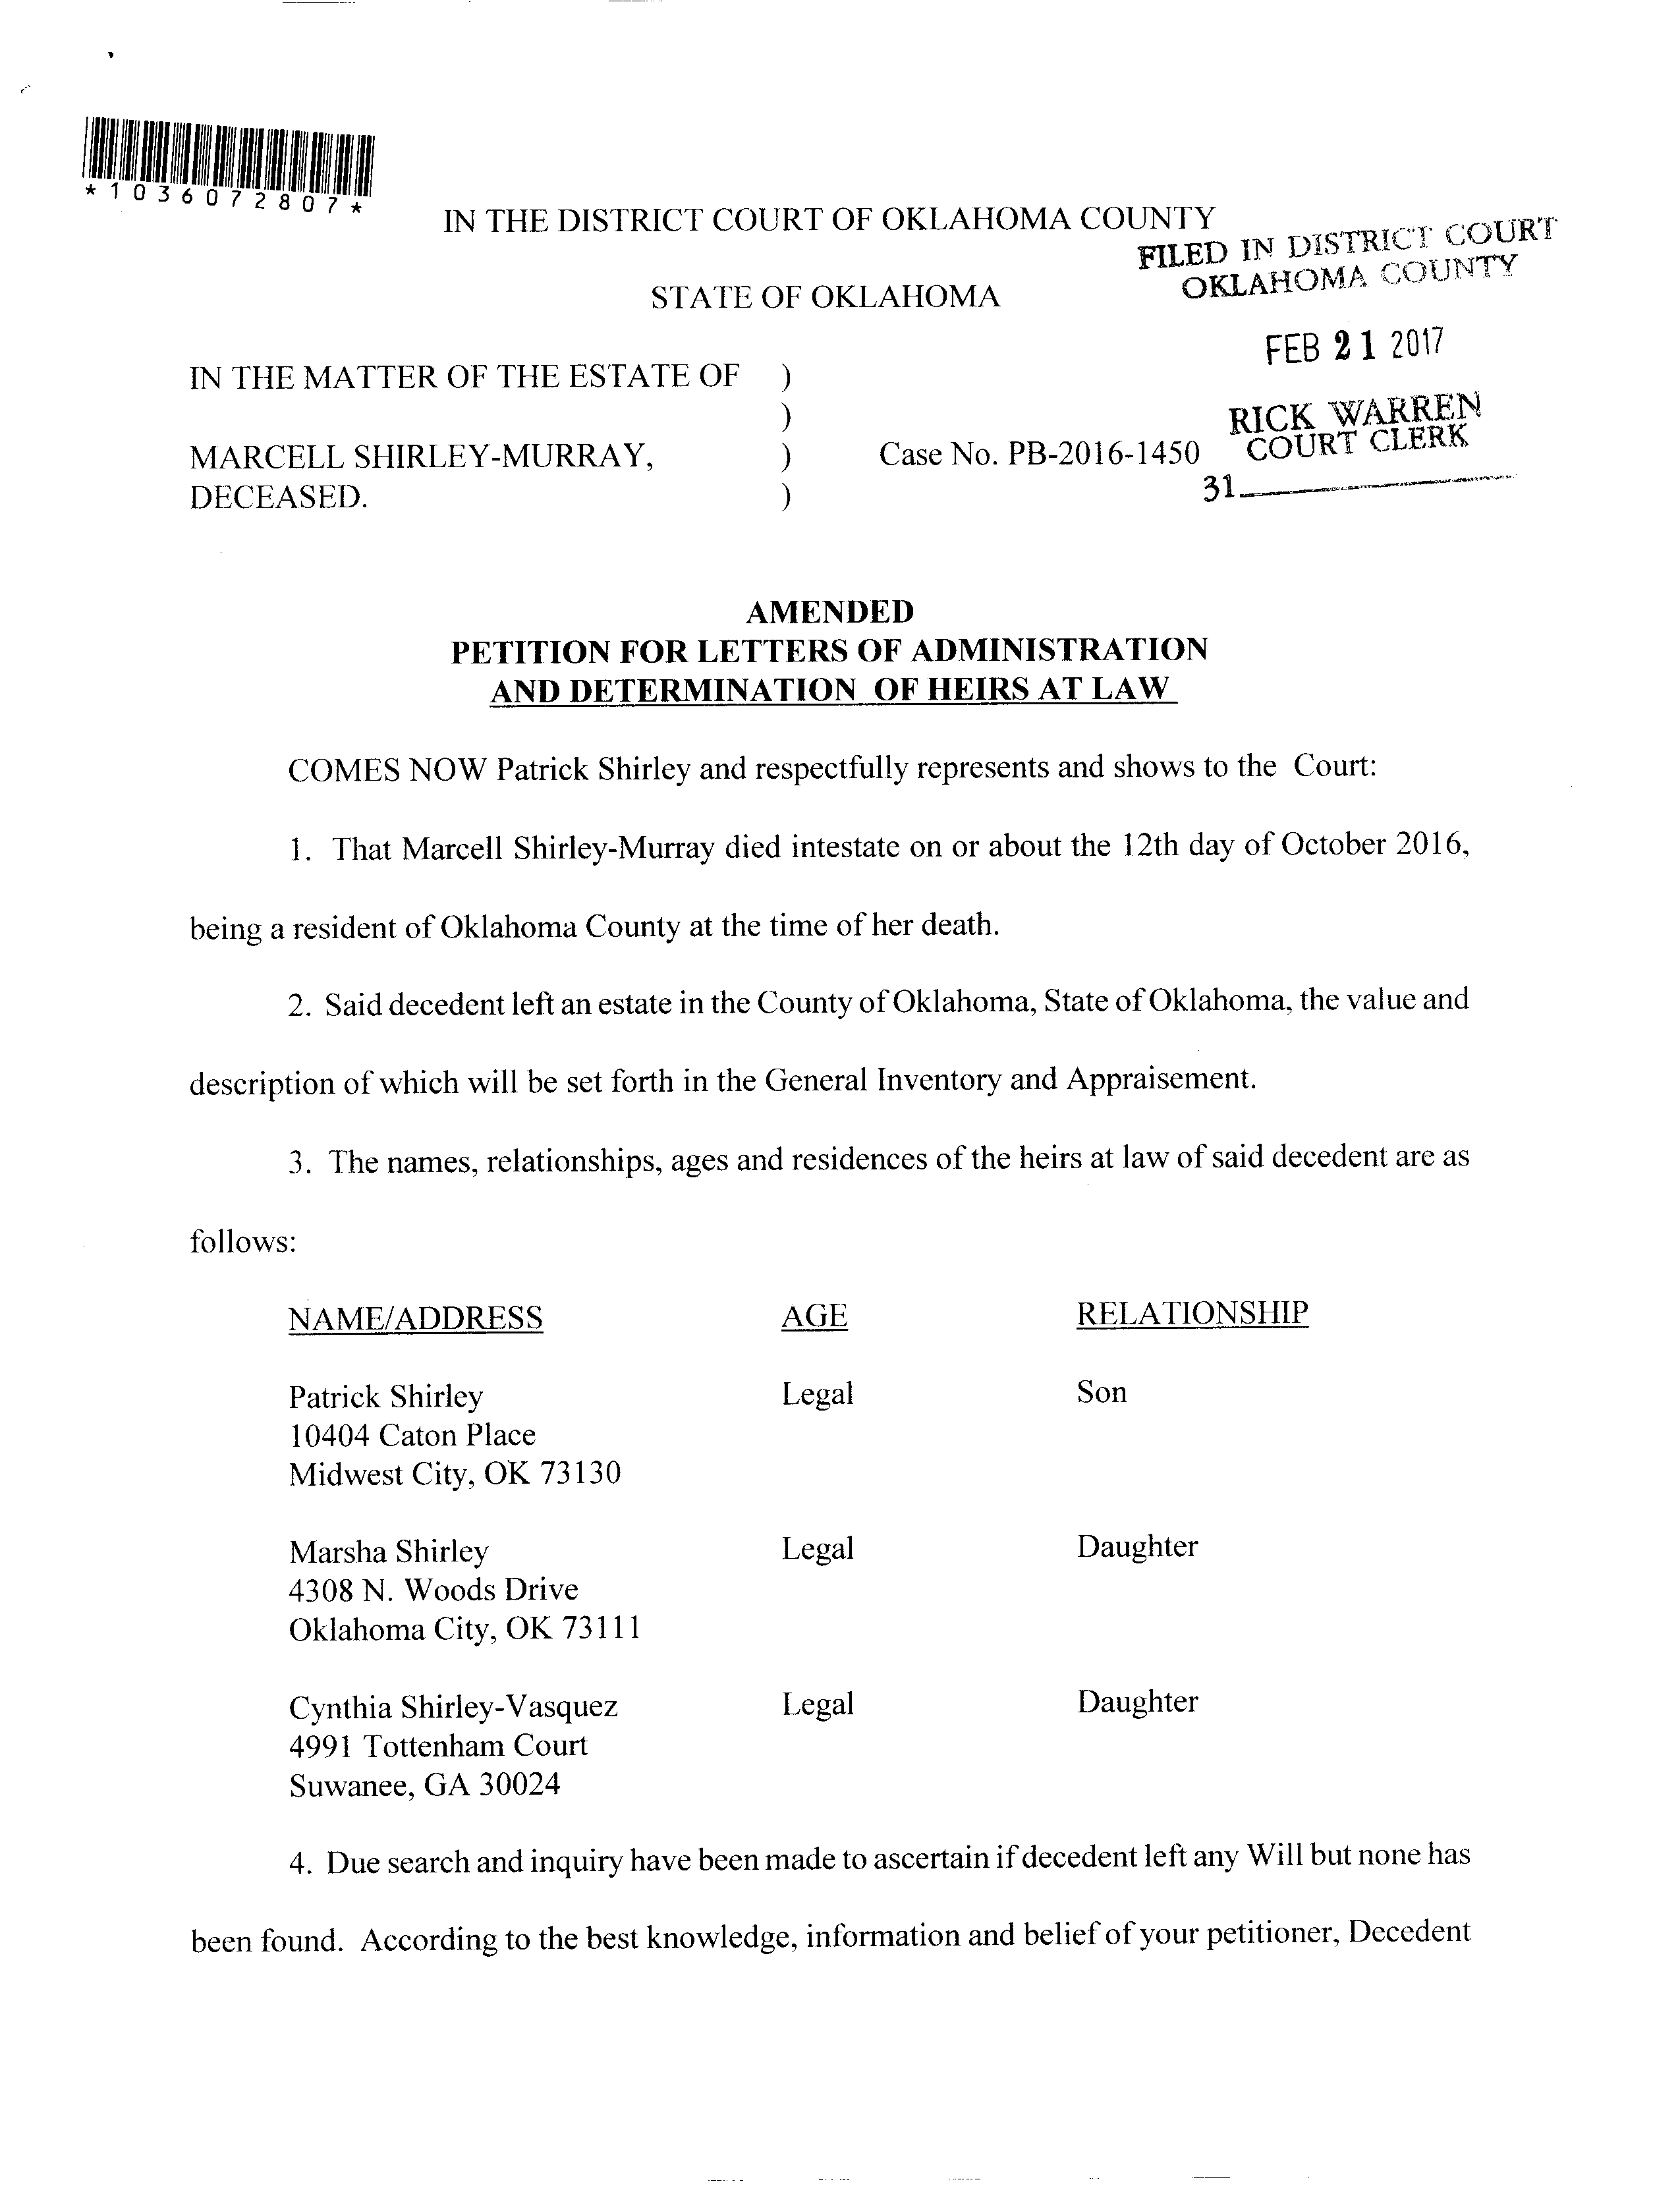 *1036072807*
IN THE DISTRICT COURT OF OKLAHOMA COUNTY
FILED IN DISTRICT COURT
OKLAHOMA COUNTY
STATE OF OKLAHOMA
FEB 21 2017
IN THE MATTER OF THE ESTATE OF )
)
RICK WARREN
MARCELL SHIRLEY-MURRAY, ) Case No. PB-2016-1450
COURT CLERK
DECEASED. )
31
AMENDED
PETITION FOR LETTERS OF ADMINISTRATION
AND DETERMINATION OF HEIRS AT LAW
COMES NOW Patrick Shirley and respectfully represents and shows to the Court:
1. That Marcell Shirley-Murray died intestate on or about the 12th day of October 2016,
being a resident of Oklahoma County at the time of her death.
2. Said decedent left an estate in the County of Oklahoma, State of Oklahoma, the value and
description of which will be set forth in the General Inventory and Appraisement.
3. The names, relationships, ages and residences of the heirs at law of said decedent are as
follows:
NAME/ADDRESS AGE RELATIONSHIP
Patrick Shirley Legal Son
10404 Caton Place
Midwest City, OK 73130
Marsha Shirley Legal Daughter
4308 N. Woods Drive
Oklahoma City, OK 73111
Cynthia Shirley-Vasquez Legal Daughter
4991 Tottenham Court
Suwanee, GA 30024
4. Due search and inquiry have been made to ascertain if decedent left any Will but none has
been found. According to the best knowledge, information and belief of your petitioner, Decedent